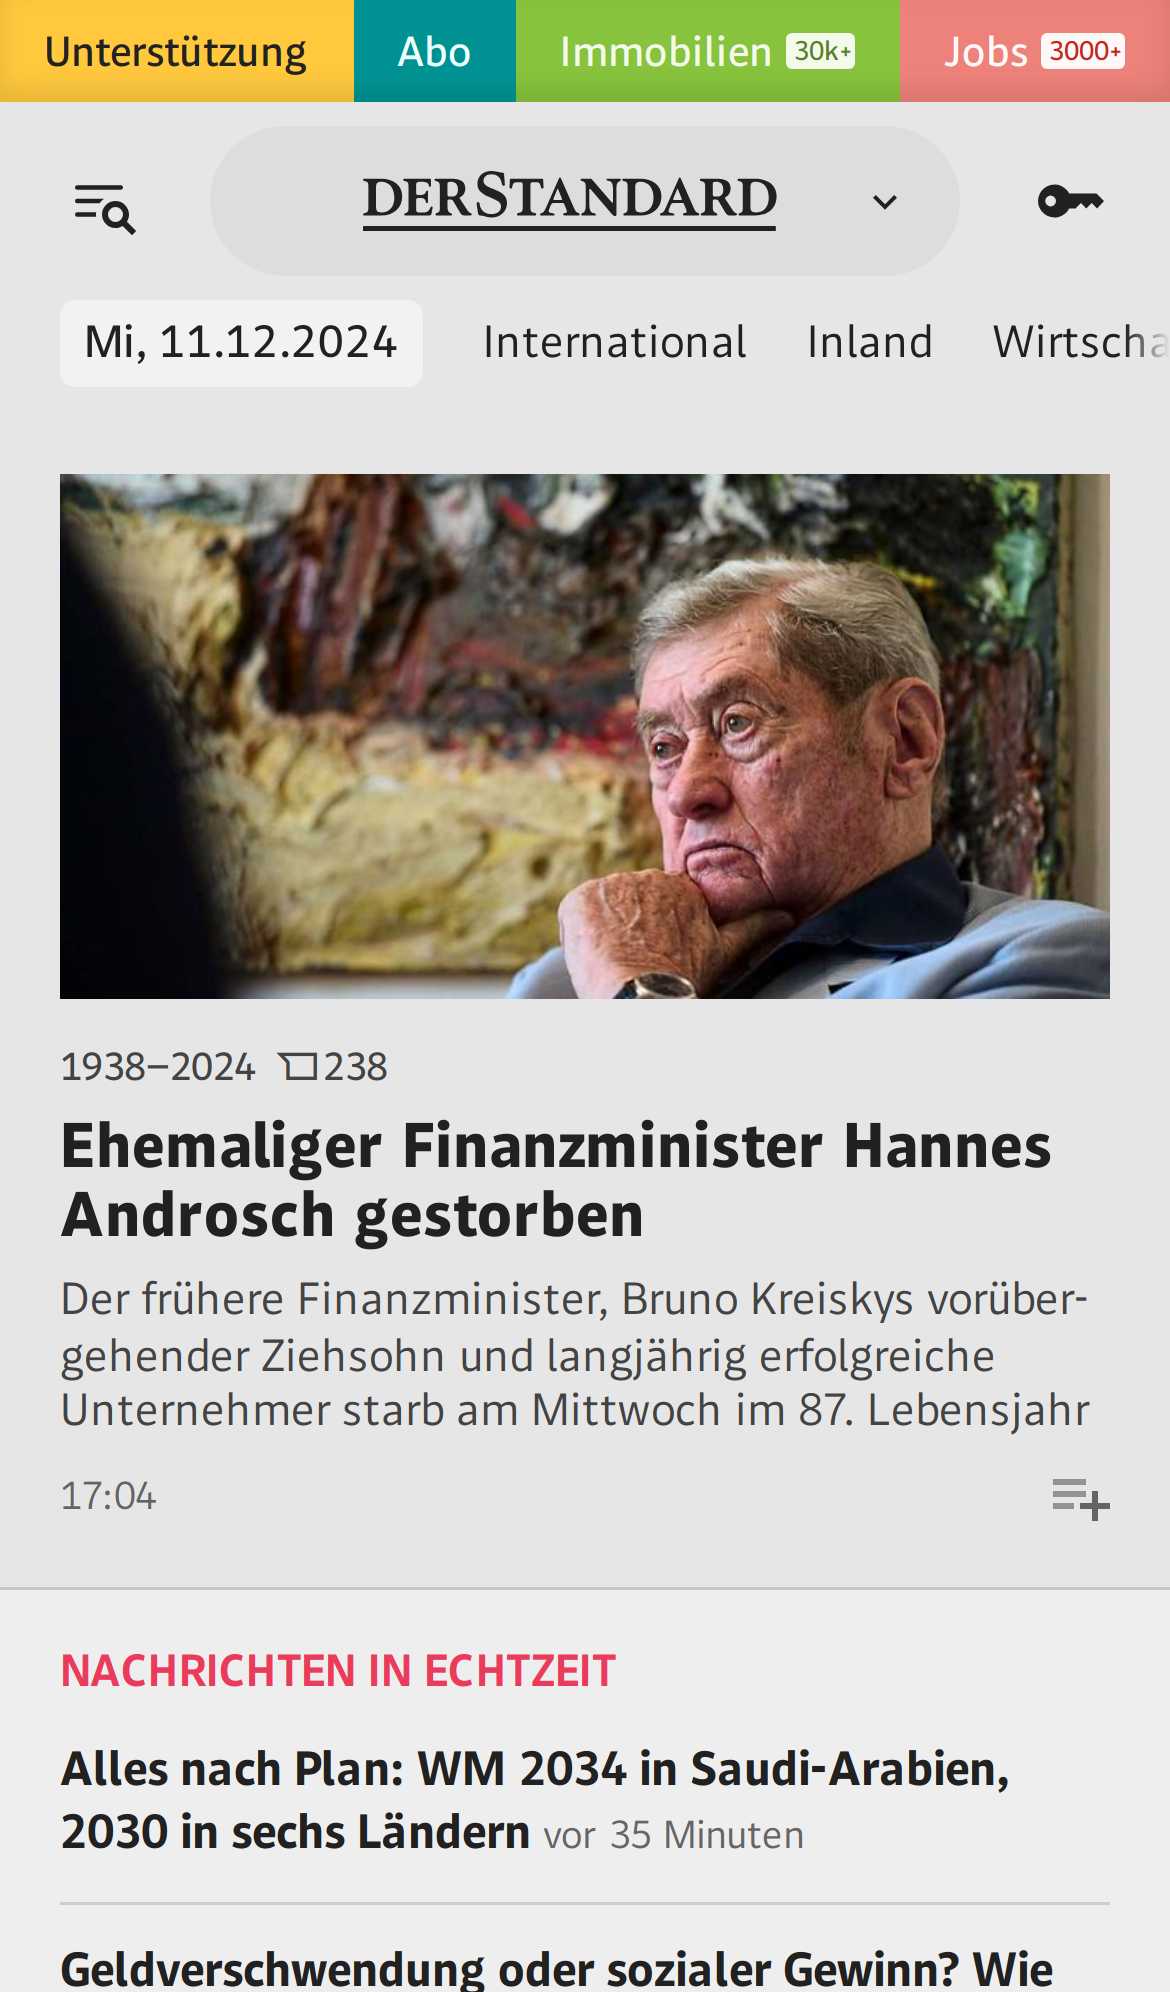 Unterstützung Abo Immobilien 30k+ Jobs 3000+
DERSTANDARD
Mi, 11.12.2024 International Inland Wirtscha
1938–2024 238
Ehemaliger Finanzminister Hannes
Androsch gestorben
Der frühere Finanzminister, Bruno Kreiskys vorüber-
gehender Ziehsohn und langjährig erfolgreiche
Unternehmer starb am Mittwoch im 87. Lebensjahr
17:04
NACHRICHTEN IN ECHTZEIT
Alles nach Plan: WM 2034 in Saudi-Arabien,
2030 in sechs Ländern vor 35 Minuten
Geldverschwendung oder sozialer Gewinn? Wie